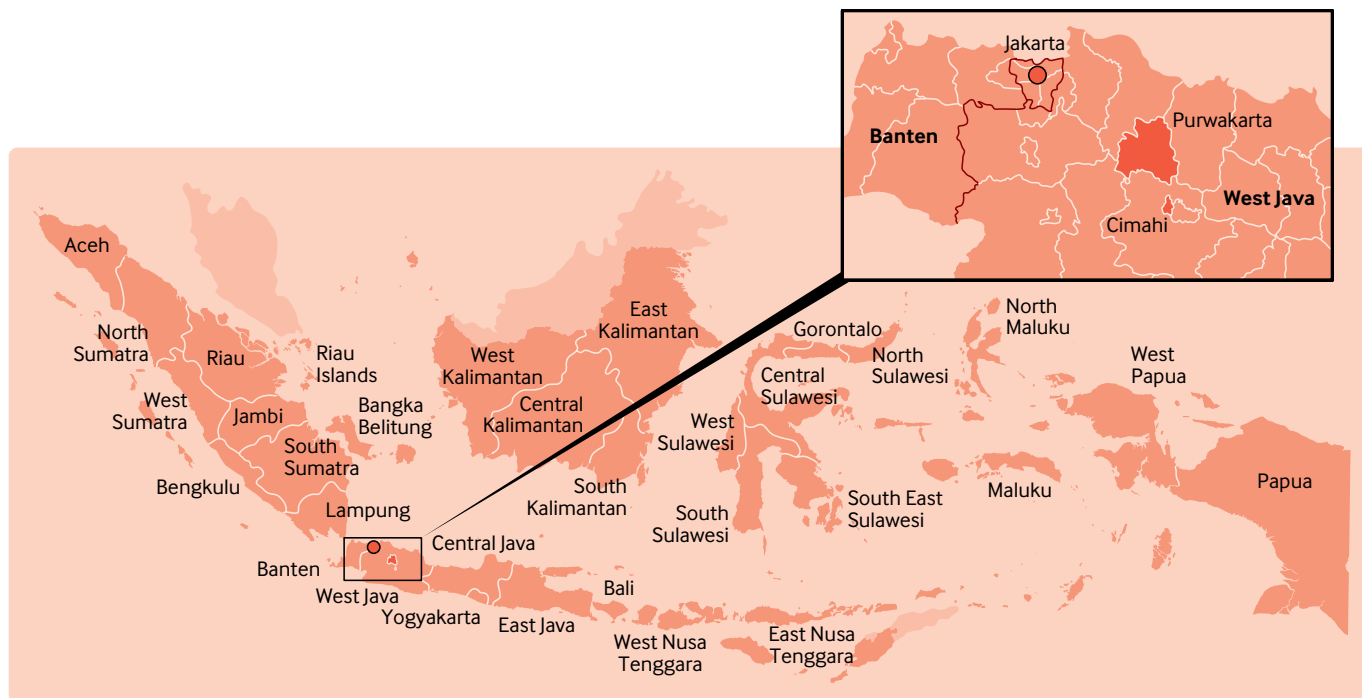 Jakarta
Purwakarta
Banten
West Java
Cimahi
Aceh
North
Sumatra
Riau
Riau
Islands
West
Sumatra
Jambi
Bangka
Belitung
South
Sumatra
Bengkulu
Lampung
West
Kalimantan
Central
Kalimantan
East
Kalimantan
South
Kalimantan
Gorontalo
North
Sulawesi
Central
Sulawesi
West
Sulawesi
South
Sulawesi
South East
Sulawesi
North
Maluku
Maluku
West
Papua
Papua
Banten
West Java
Central Java
Yogyakarta
East Java
Bali
West Nusa
Tenggara
East Nusa
Tenggara